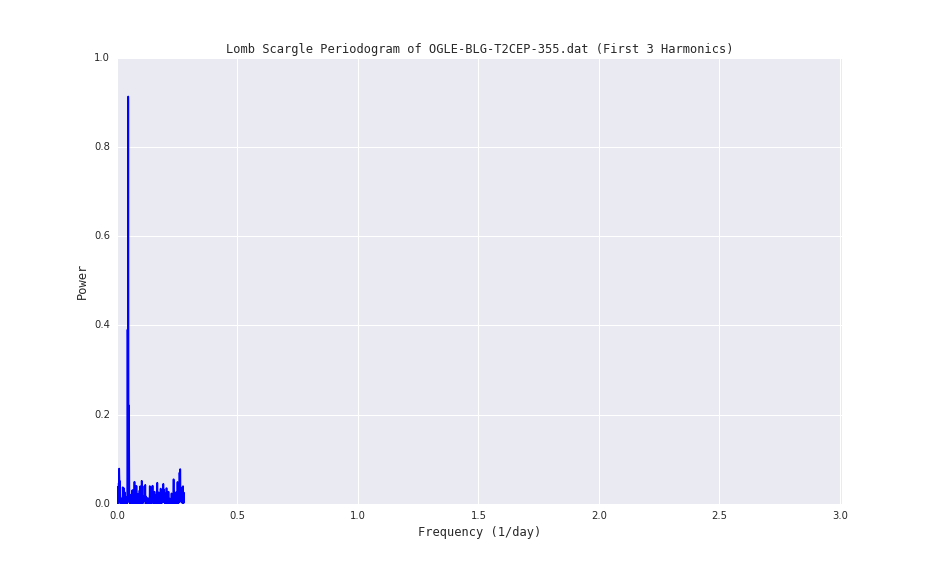 Lomb Scargle Periodogram of OGLE-BLG-T2CEP-355.dat (First 3 Harmonics)
1.0
0.8
0.6
0.4
0.2
0.0
Power
0.0 0.5 1.0 1.5 2.0 2.5 3.0
Frequency (1/day)